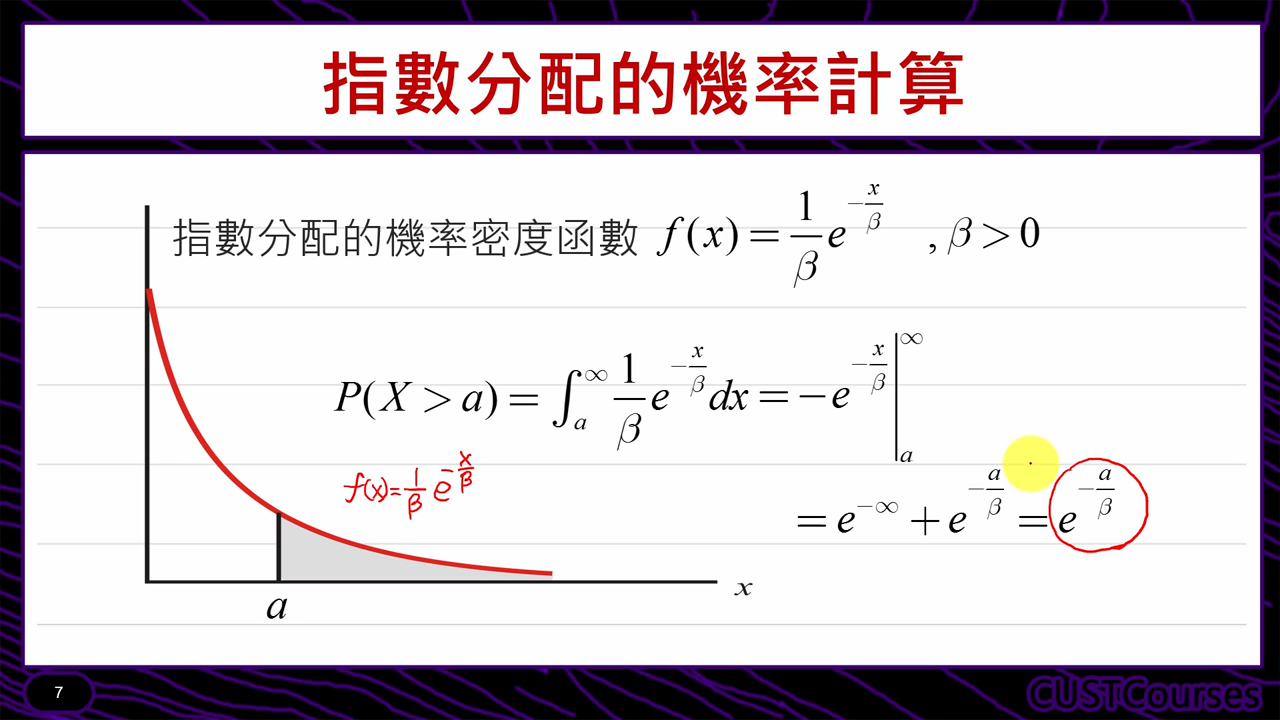 指數分配的機率計算
指數分配的機率密度函數 f(x) = 1/β e^{-x/β} , β > 0
P(X > a) = ∫_a^∞ 1/β e^{-x/β} dx = -e^{-x/β} |_a^∞
f(x)=1/β e^{-x/β}
= e^{-∞} + e^{-a/β} = e^{-a/β}
x
a
7
CUSTCourses